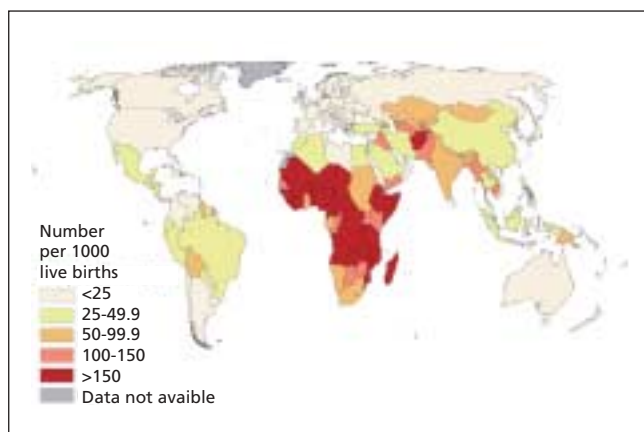 Number
per 1000
live births
<25
25-49.9
50-99.9
100-150
>150
Data not avaible